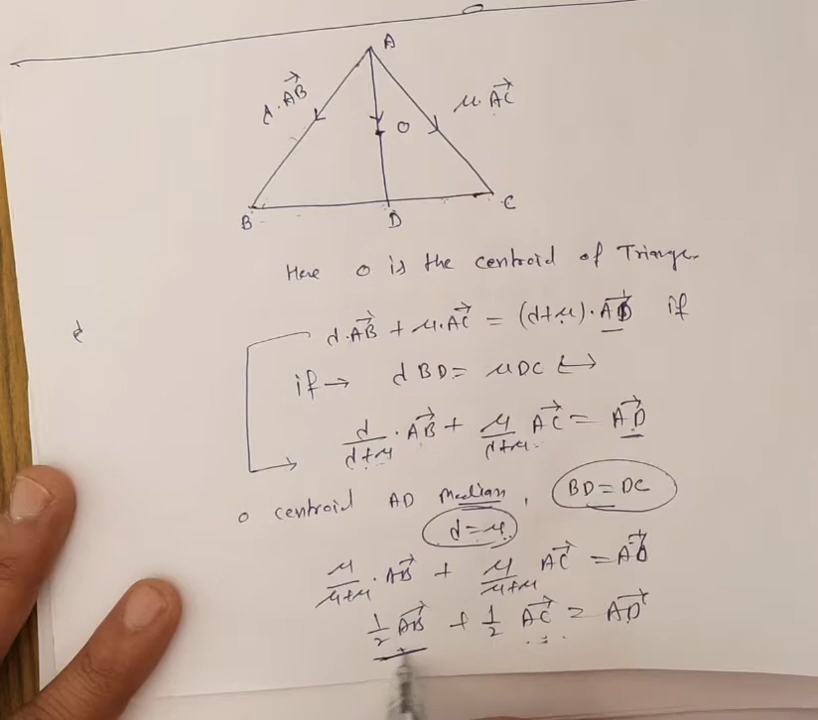 A
d.AB→
μ.AC→
O
B
D
C
Here O is the centroid of Triange.
d.AB→ + μ.AC→ = (d+μ).AD→ if
if → d BD = μ DC ↔
d/(d+μ) . AB→ + μ/(d+μ) AC→ = AD→
O centroid AD Median, BD = DC
d = μ
μ/(μ+μ) . AB→ + μ/(μ+μ) AC→ = AD→
1/2 AB→ + 1/2 AC→ = AD→